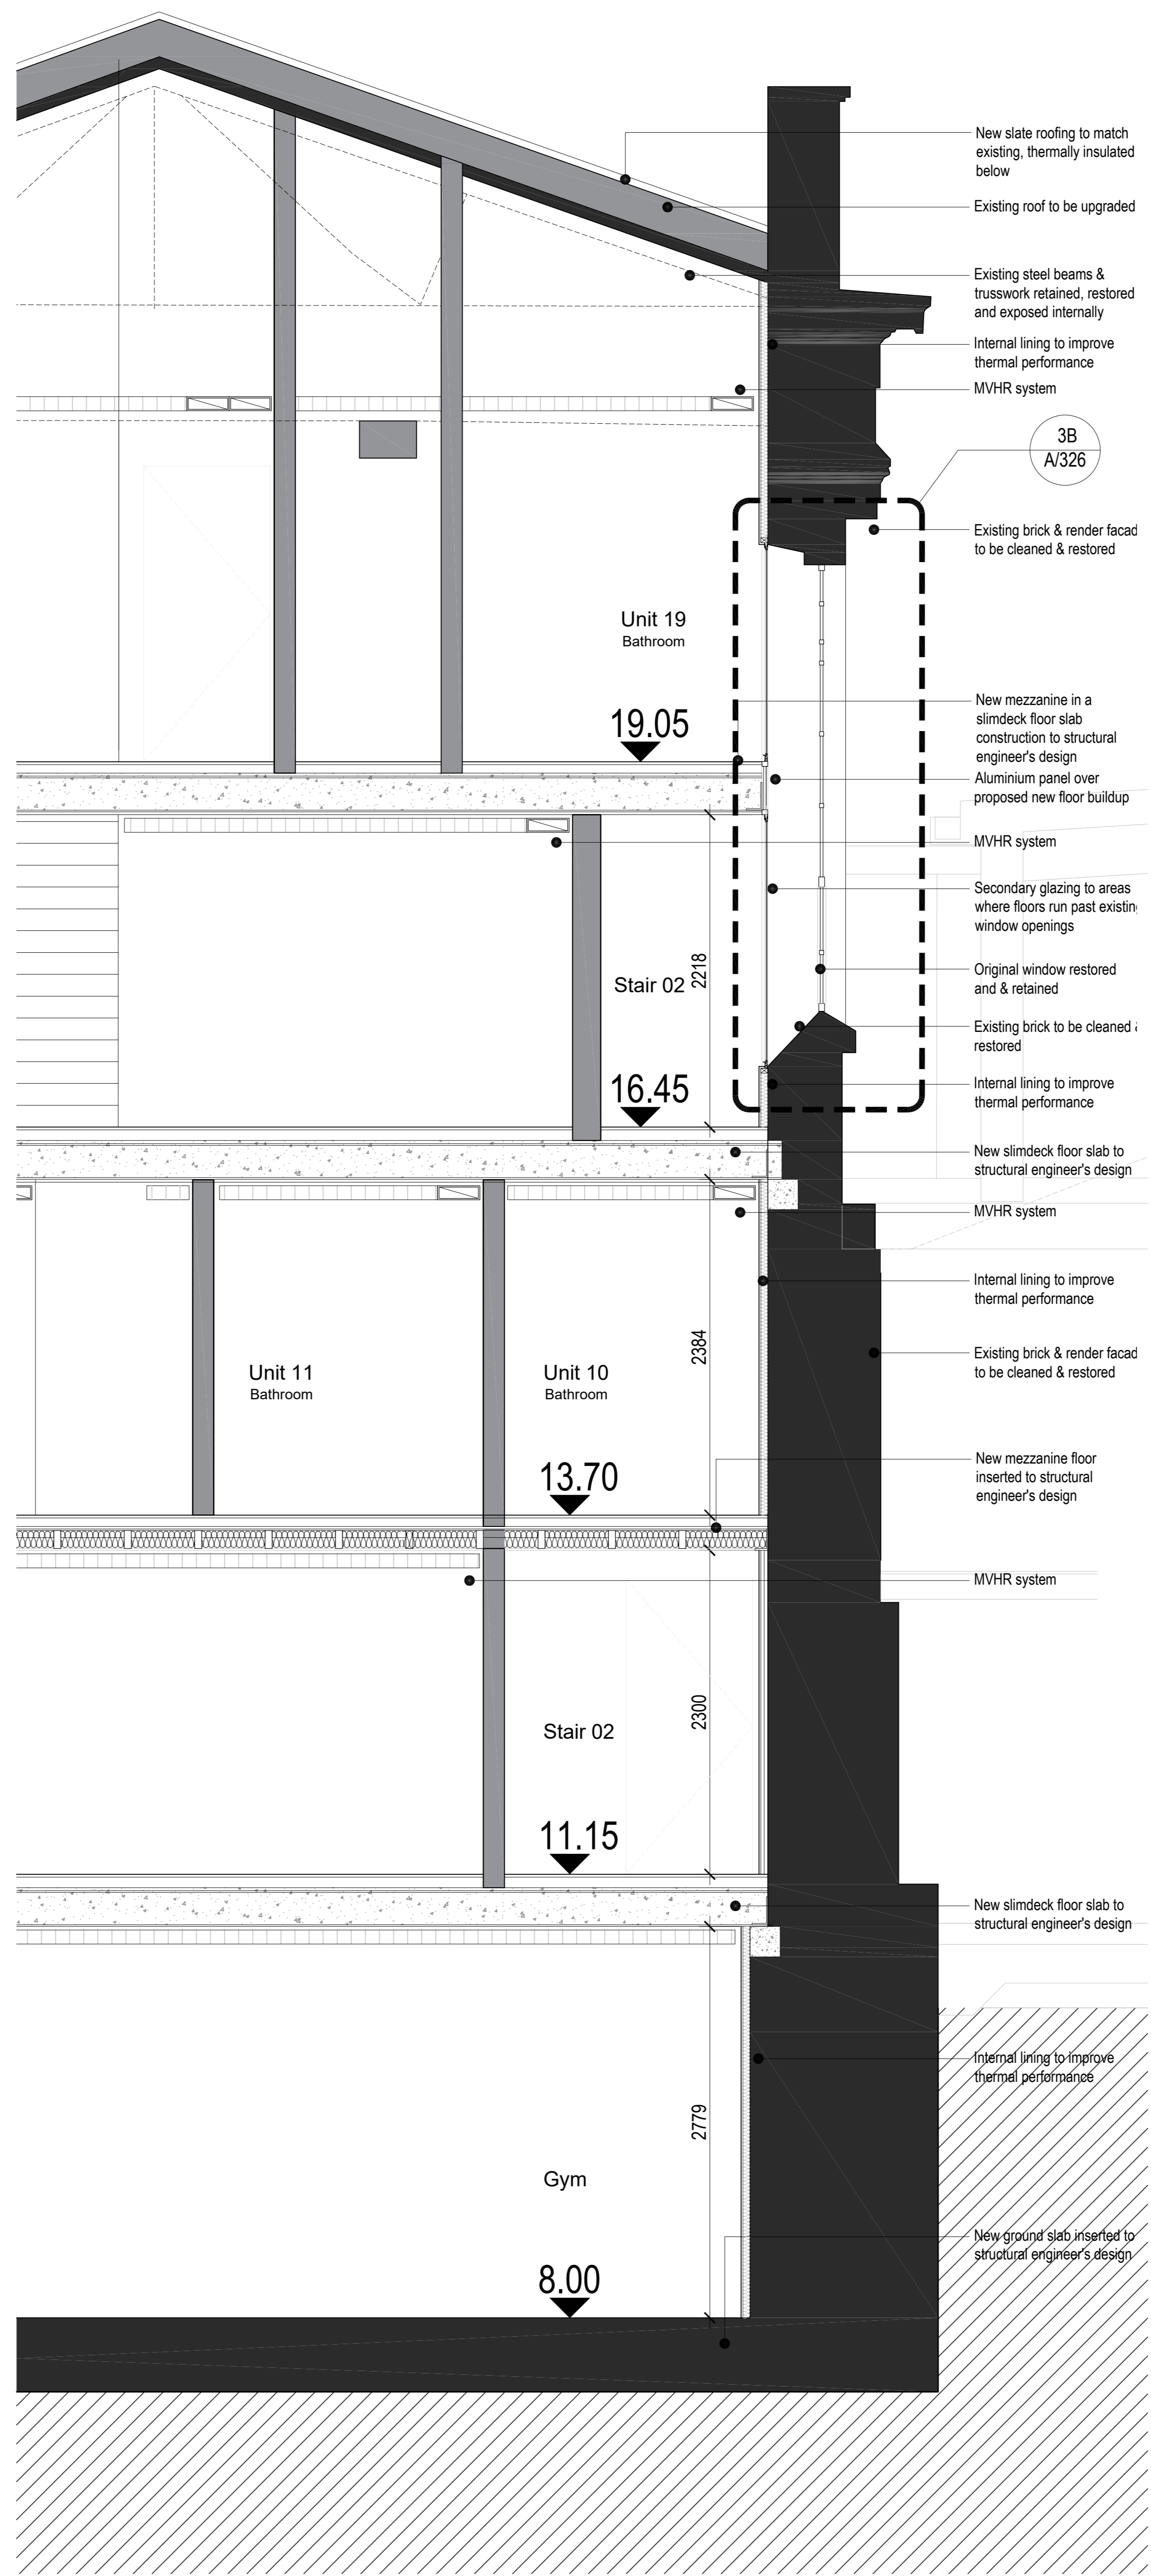 New slate roofing to match
existing, thermally insulated
below
Existing roof to be upgraded
Existing steel beams &
trusswork retained, restored
and exposed internally
Internal lining to improve
thermal performance
MVHR system
3B
A/326
Existing brick & render facad
to be cleaned & restored
Unit 19
Bathroom
19.05
New mezzanine in a
slimdeck floor slab
construction to structural
engineer's design
Aluminium panel over
proposed new floor buildup
MVHR system
Secondary glazing to areas
where floors run past existing
window openings
2218
Stair 02
Original window restored
and & retained
Existing brick to be cleaned &
restored
16.45
Internal lining to improve
thermal performance
New slimdeck floor slab to
structural engineer's design
MVHR system
Internal lining to improve
thermal performance
2384
Existing brick & render facad
to be cleaned & restored
Unit 11
Bathroom
Unit 10
Bathroom
13.70
New mezzanine floor
inserted to structural
engineer's design
MVHR system
2300
Stair 02
11.15
New slimdeck floor slab to
structural engineer's design
Internal lining to improve
thermal performance
2779
Gym
New ground slab inserted to
structural engineer's design
8.00